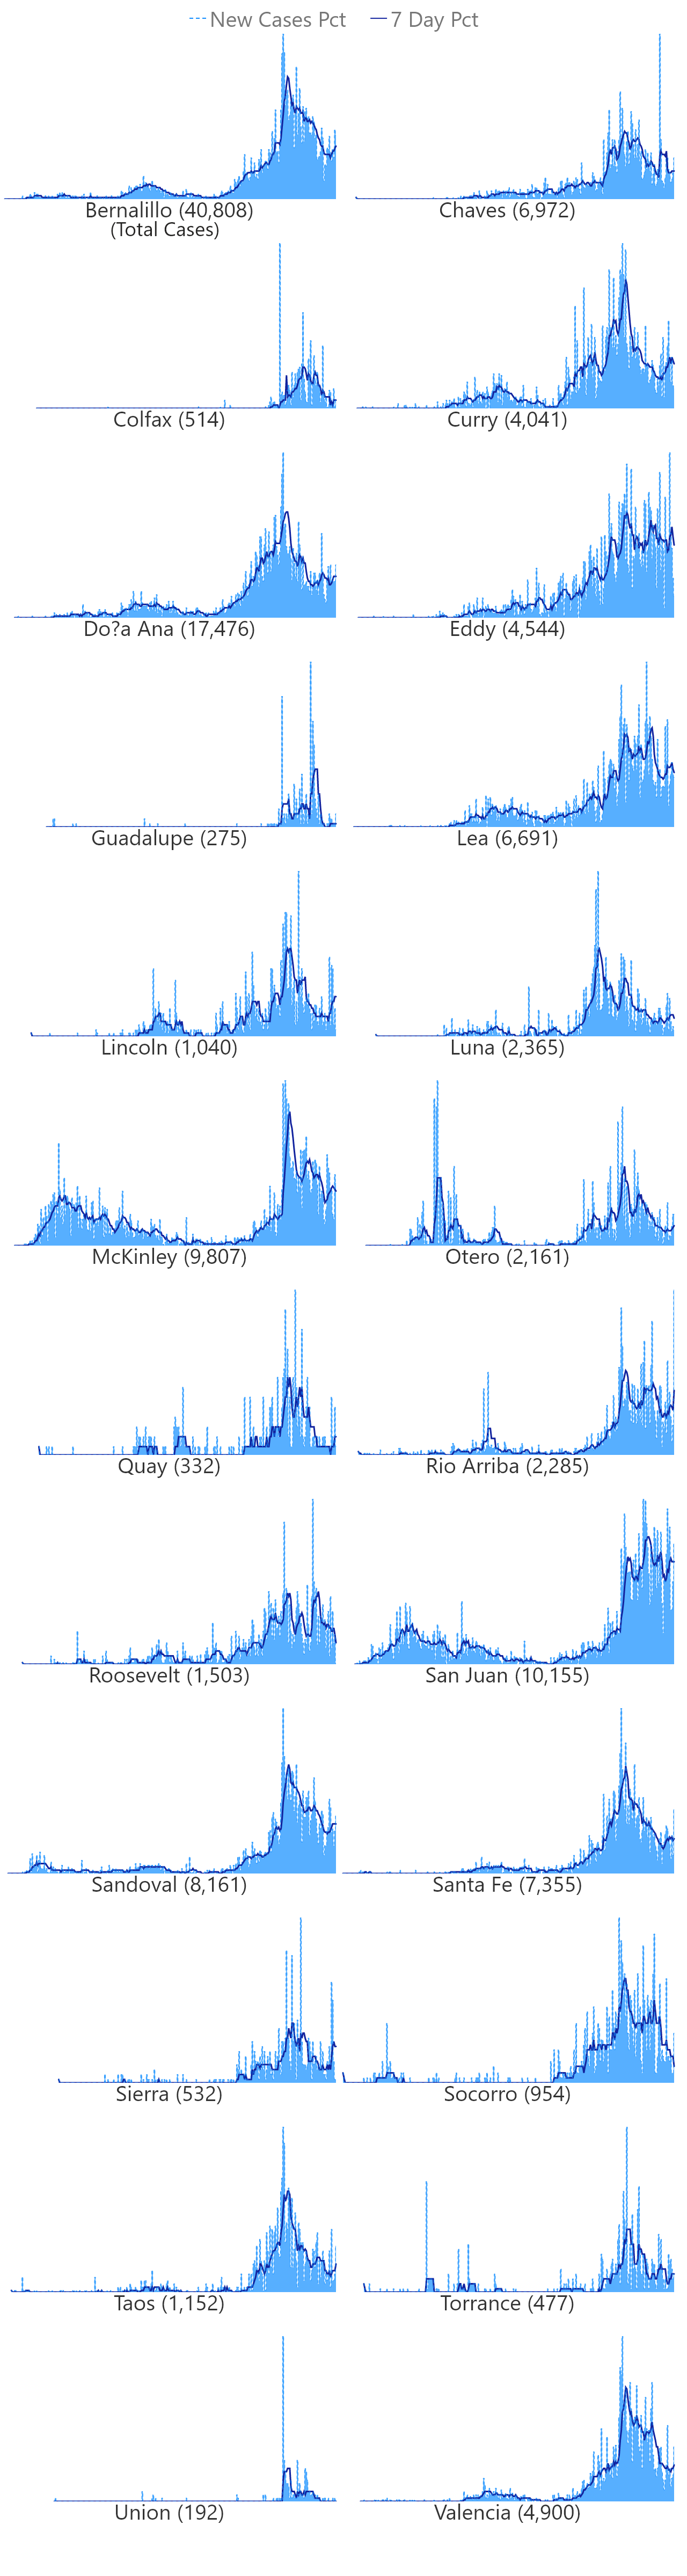 New Cases Pct 7 Day Pct
Bernalillo (40,808) Chaves (6,972)
(Total Cases)
Colfax (514) Curry (4,041)
Do?a Ana (17,476) Eddy (4,544)
Guadalupe (275) Lea (6,691)
Lincoln (1,040) Luna (2,365)
McKinley (9,807) Otero (2,161)
Quay (332) Rio Arriba (2,285)
Roosevelt (1,503) San Juan (10,155)
Sandoval (8,161) Santa Fe (7,355)
Sierra (532) Socorro (954)
Taos (1,152) Torrance (477)
Union (192) Valencia (4,900)